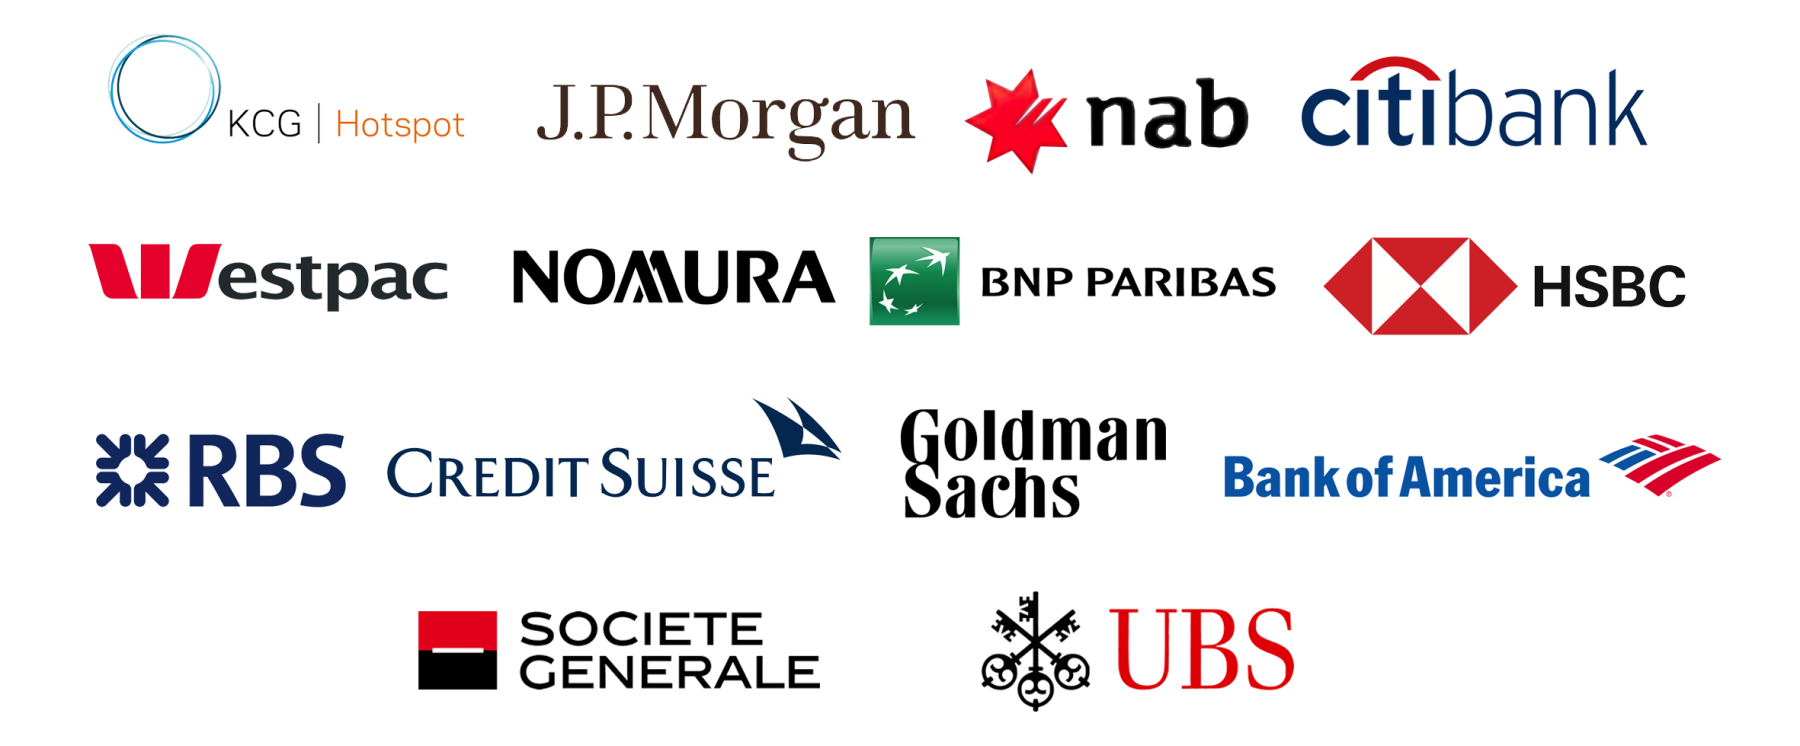 KCG | Hotspot
J.P.Morgan
nab
citibank
Westpac
NOMURA
BNP PARIBAS
HSBC
RBS
CREDIT SUISSE
Goldman
Sachs
Bank of America
®
SOCIETE
GENERALE
UBS